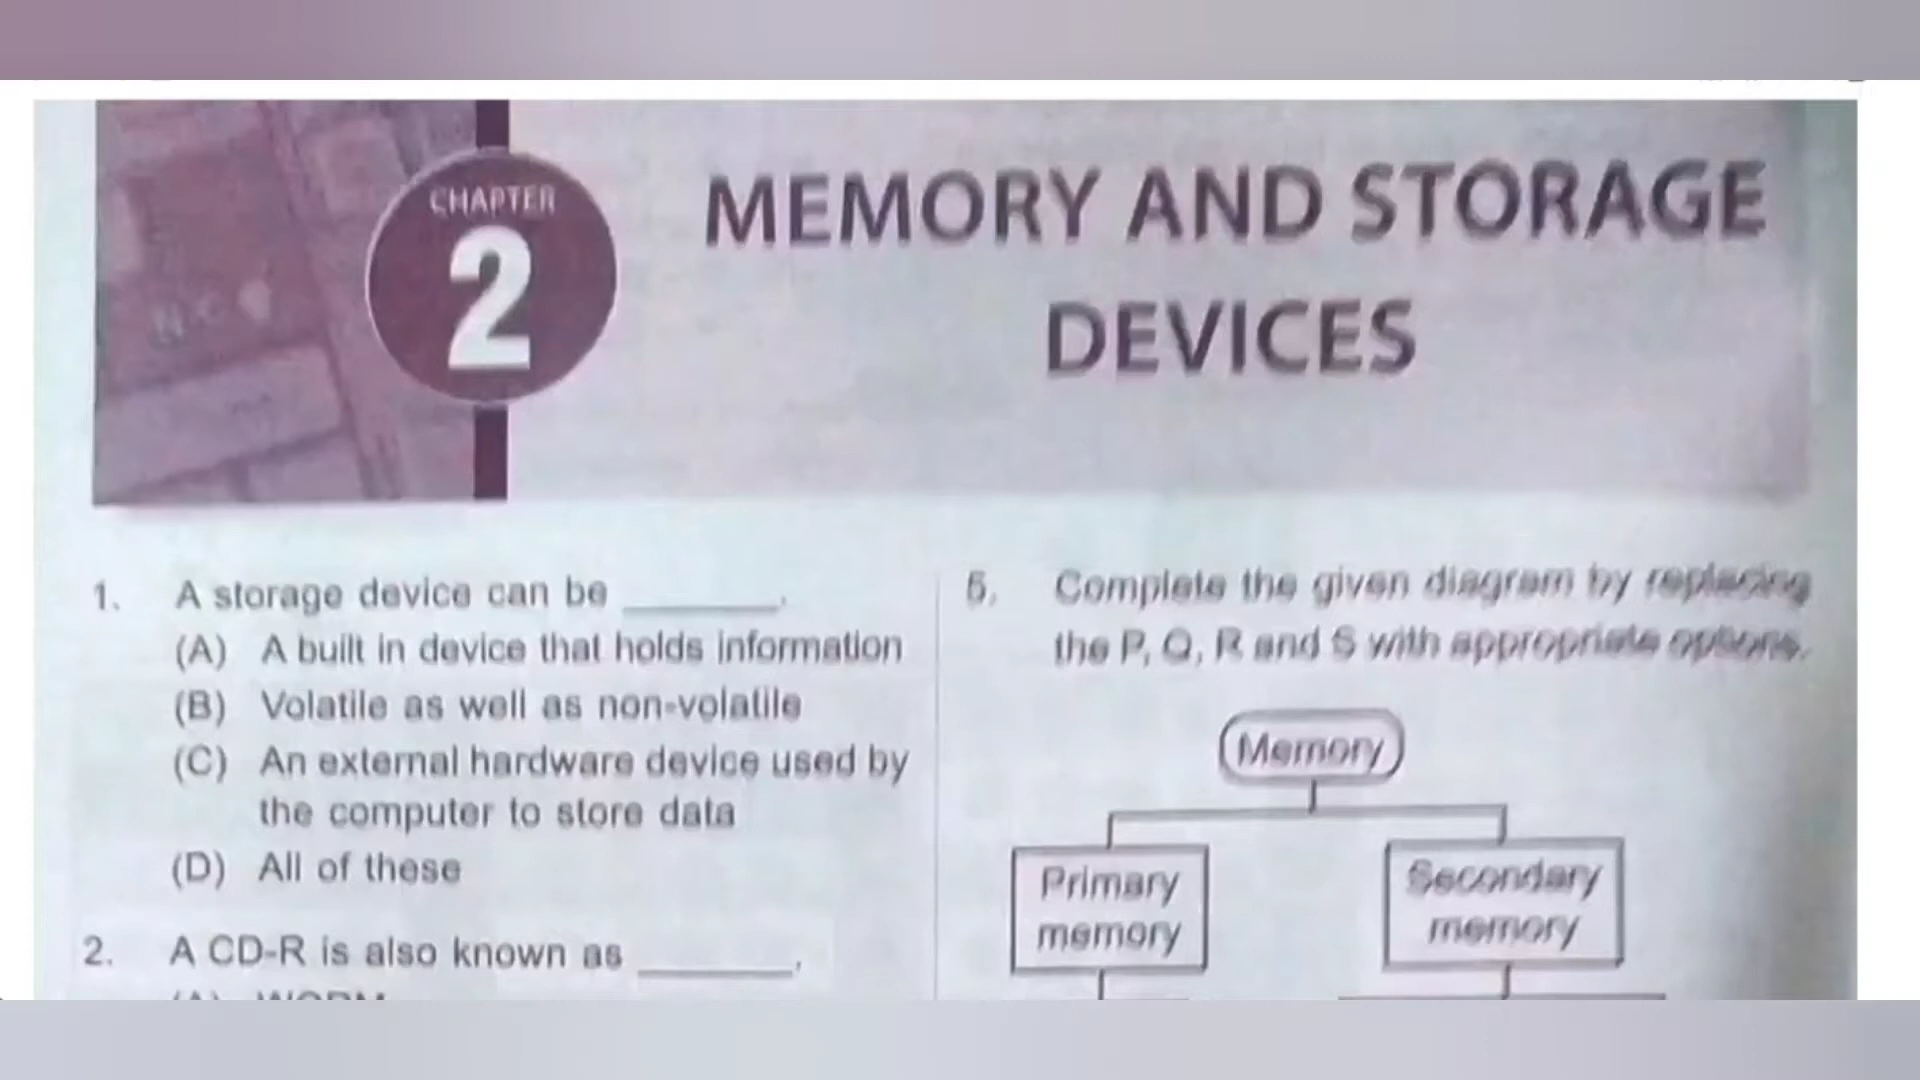 CHAPTER
2
MEMORY AND STORAGE
DEVICES
1. A storage device can be ________.
(A) A built in device that holds information
(B) Volatile as well as non-volatile
(C) An external hardware device used by
the computer to store data
(D) All of these
2. A CD-R is also known as ________.
(A) WORM
5. Complete the given diagram by replacing
the P, Q, R and S with appropriate options.
Memory
Primary
memory
Secondary
memory